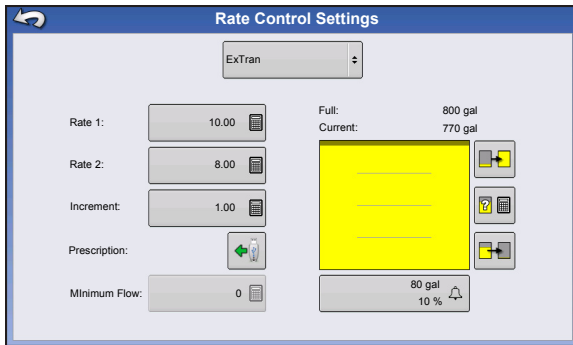 Rate Control Settings
ExTran
Rate 1: 10.00
Rate 2: 8.00
Increment: 1.00
Prescription:
MInimum Flow: 0
Full: 800 gal
Current: 770 gal
?
80 gal
10 %